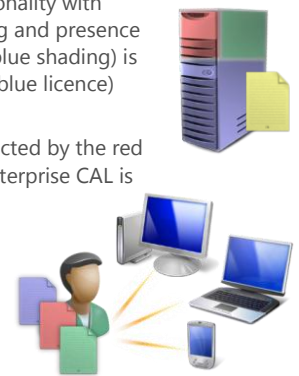 onality with
g and presence
blue shading) is
blue licence)
cted by the red
terprise CAL is